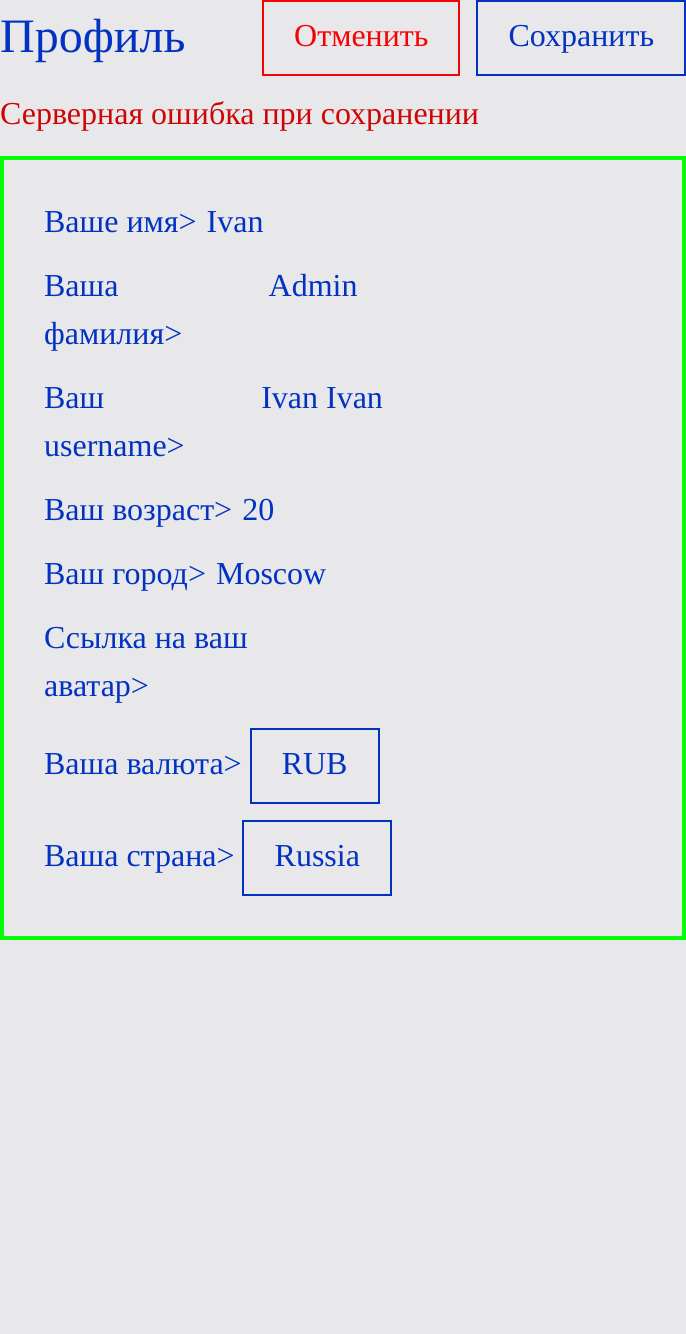 Профиль Отменить Сохранить
Серверная ошибка при сохранении
Ваше имя> Ivan
Ваша Admin
фамилия>
Ваш Ivan Ivan
username>
Ваш возраст> 20
Ваш город> Moscow
Ссылка на ваш
аватар>
Ваша валюта> RUB
Ваша страна> Russia